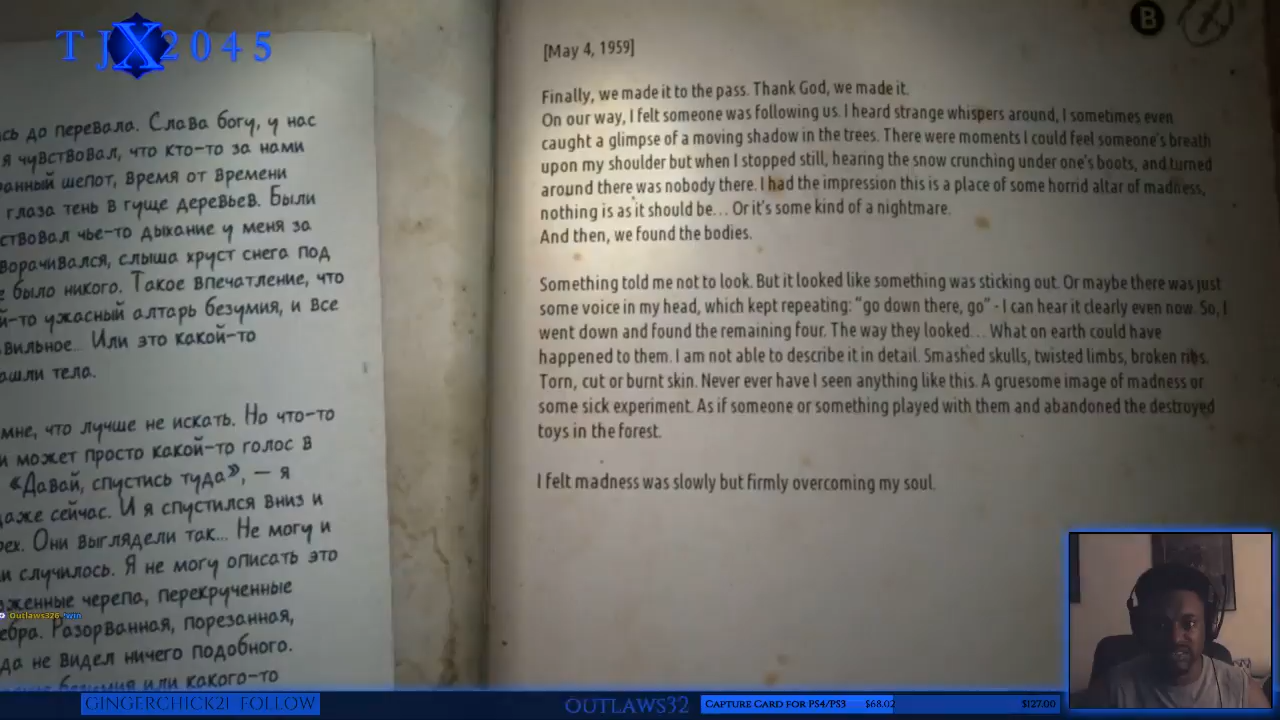 TJX2045
B
[May 4, 1959]
Finally, we made it to the pass. Thank God, we made it.
On our way, I felt someone was following us. I heard strange whispers around, I sometimes even
caught a glimpse of a moving shadow in the trees. There were moments I could feel someone's breath
upon my shoulder but when I stopped still, hearing the snow crunching under one's boots, and turned
around there was nobody there. I had the impression this is a place of some horrid altar of madness,
nothing is as it should be... Or it's some kind of a nightmare.
And then, we found the bodies.
Something told me not to look. But it looked like something was sticking out. Or maybe there was just
some voice in my head, which kept repeating: "go down there, go" - I can hear it clearly even now. So, I
went down and found the remaining four. The way they looked... What on earth could have
happened to them. I am not able to describe it in detail. Smashed skulls, twisted limbs, broken ribs.
Torn, cut or burnt skin. Never ever have I seen anything like this. A gruesome image of madness or
some sick experiment. As if someone or something played with them and abandoned the destroyed
toys in the forest.
I felt madness was slowly but firmly overcoming my soul.
сь до перевала. Слава богу, у нас
я чувствовал, что кто-то за нами
ранный шепот, время от времени
глаза тень в гуще деревьев. Были
ствовал чье-то дыхание у меня за
ворачивался, слыша хруст снега под
е было никого. Такое впечатление, что
й-то ужасный алтарь безумия, и все
вильное... Или это какой-то
ашли тела.
мне, что лучше не искать. Но что-то
и может просто какой-то голос в
«Давай, спустись туда», — я
даже сейчас. И я спустился вниз и
рех. Они выглядели так... Не могу и
и случилось. Я не могу описать это
женные черепа, перекрученные
ебра. Разорванная, порезанная,
да не видел ничего подобного.
безумия или какого-то
Outlaws326 *win
GINGERCHICK21 FOLLOW
OUTLAWS32
CAPTURE CARD FOR PS4/PS3 $68.02 $127.00